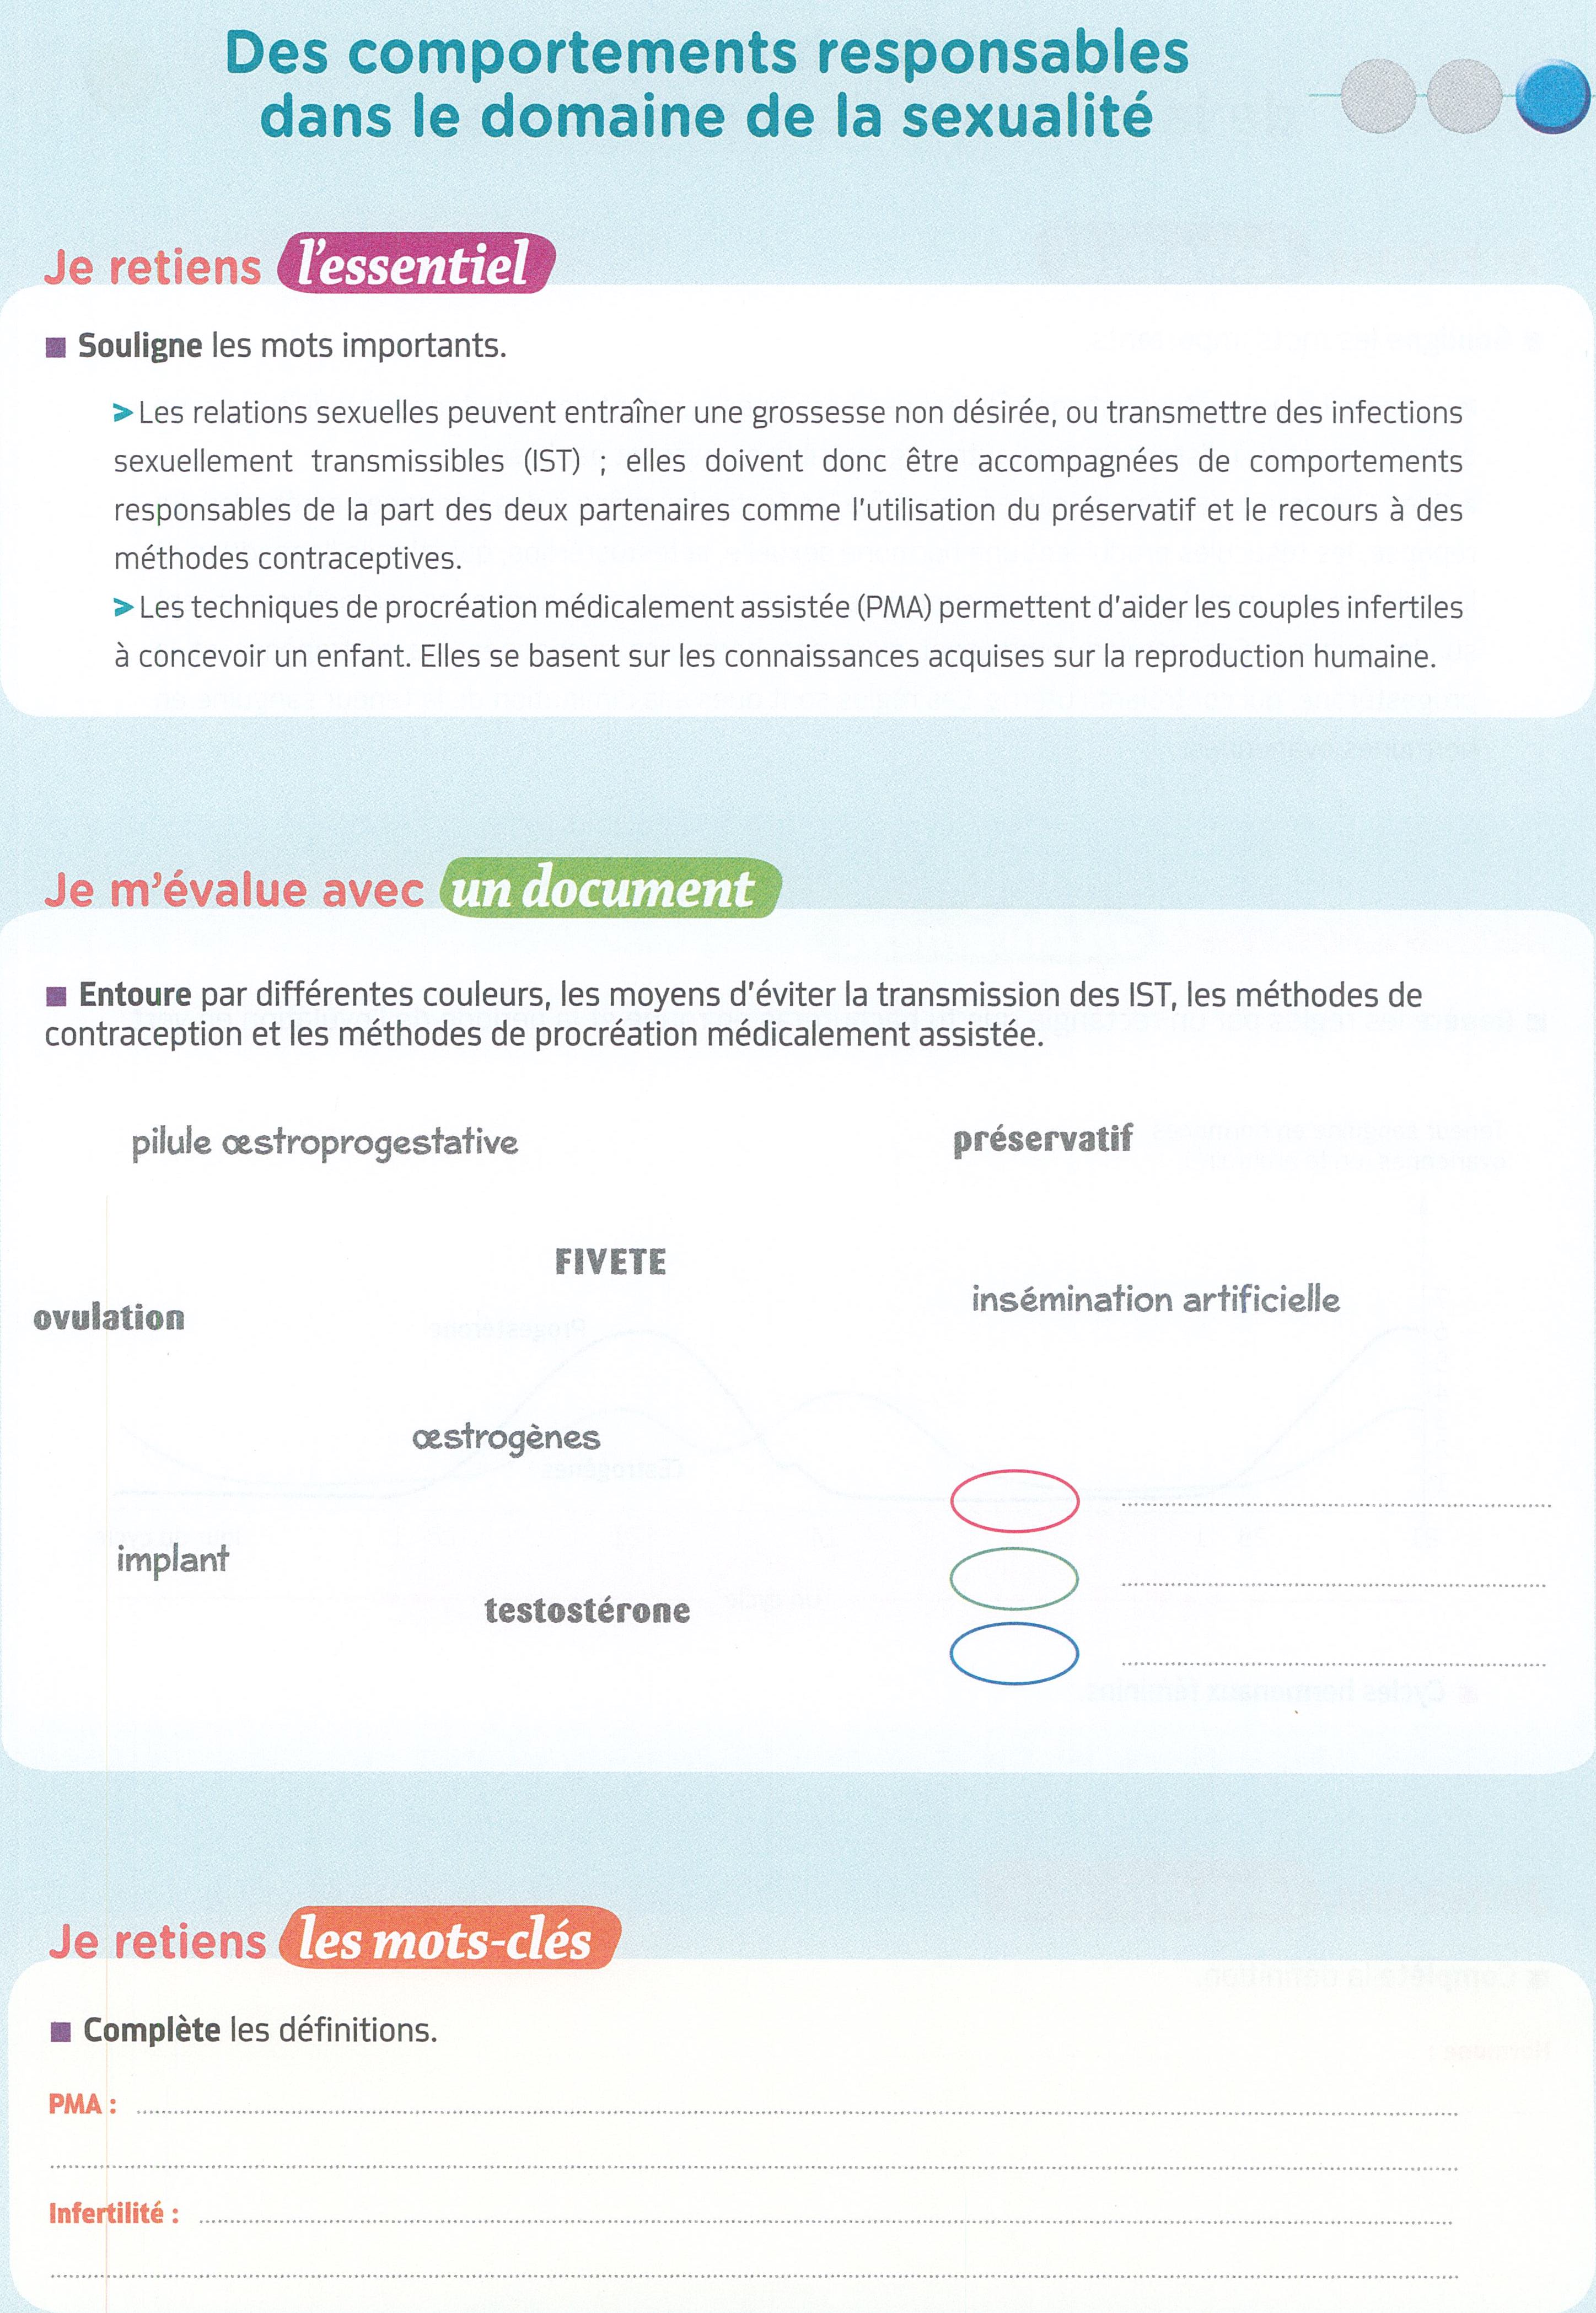 Des comportements responsables
dans le domaine de la sexualité
Je retiens l'essentiel
■ Souligne les mots importants.
> Les relations sexuelles peuvent entraîner une grossesse non désirée, ou transmettre des infections
sexuellement transmissibles (IST) ; elles doivent donc être accompagnées de comportements
responsables de la part des deux partenaires comme l'utilisation du préservatif et le recours à des
méthodes contraceptives.
> Les techniques de procréation médicalement assistée (PMA) permettent d'aider les couples infertiles
à concevoir un enfant. Elles se basent sur les connaissances acquises sur la reproduction humaine.
Je m'évalue avec un document
■ Entoure par différentes couleurs, les moyens d'éviter la transmission des IST, les méthodes de
contraception et les méthodes de procréation médicalement assistée.
pilule œstroprogestative
préservatif
FIVETE
insémination artificielle
ovulation
œstrogènes
implant
testostérone
Je retiens les mots-clés
■ Complète les définitions.
PMA :
Infertilité :